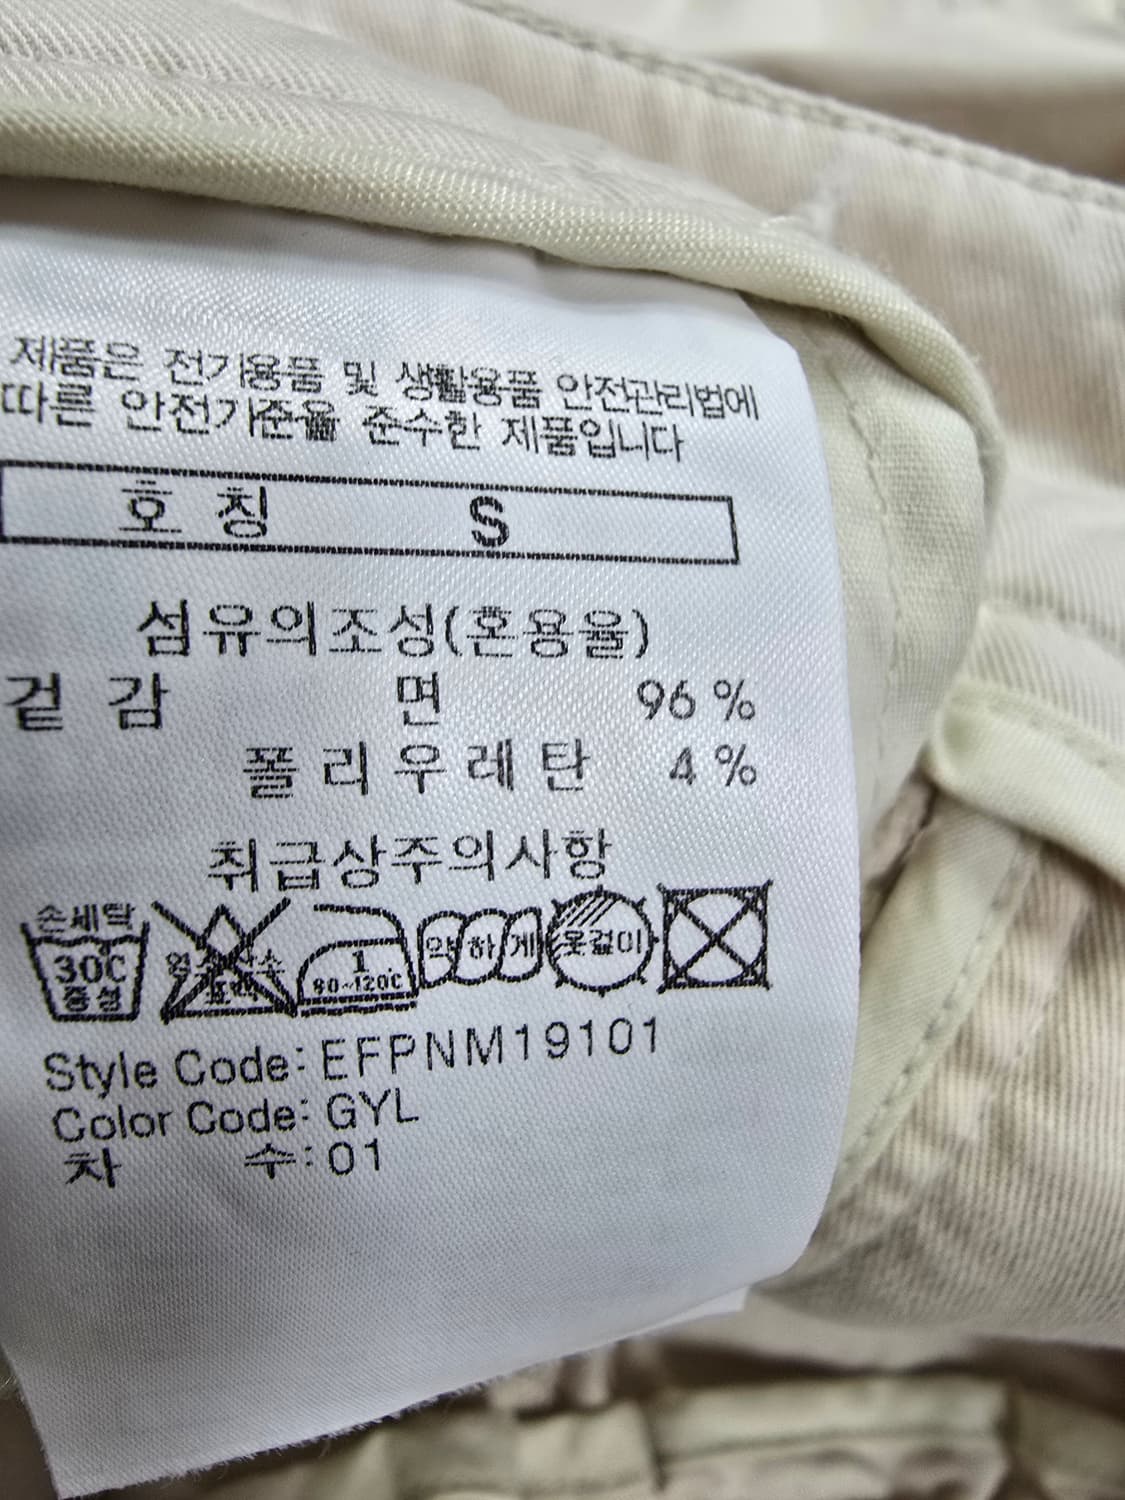 제품은 전기용품 및 생활용품 안전관리법에
따른 안전기준을 준수한 제품입니다
호 칭 S
섬유의조성(혼용율)
겉 감 면 96 %
폴리우레탄 4 %
취급상주의사항
손세탁
30℃
중성
1
80~120℃
약하게
옷걸이
Style Code: EFPNM19101
Color Code: GYL
차 수: 01